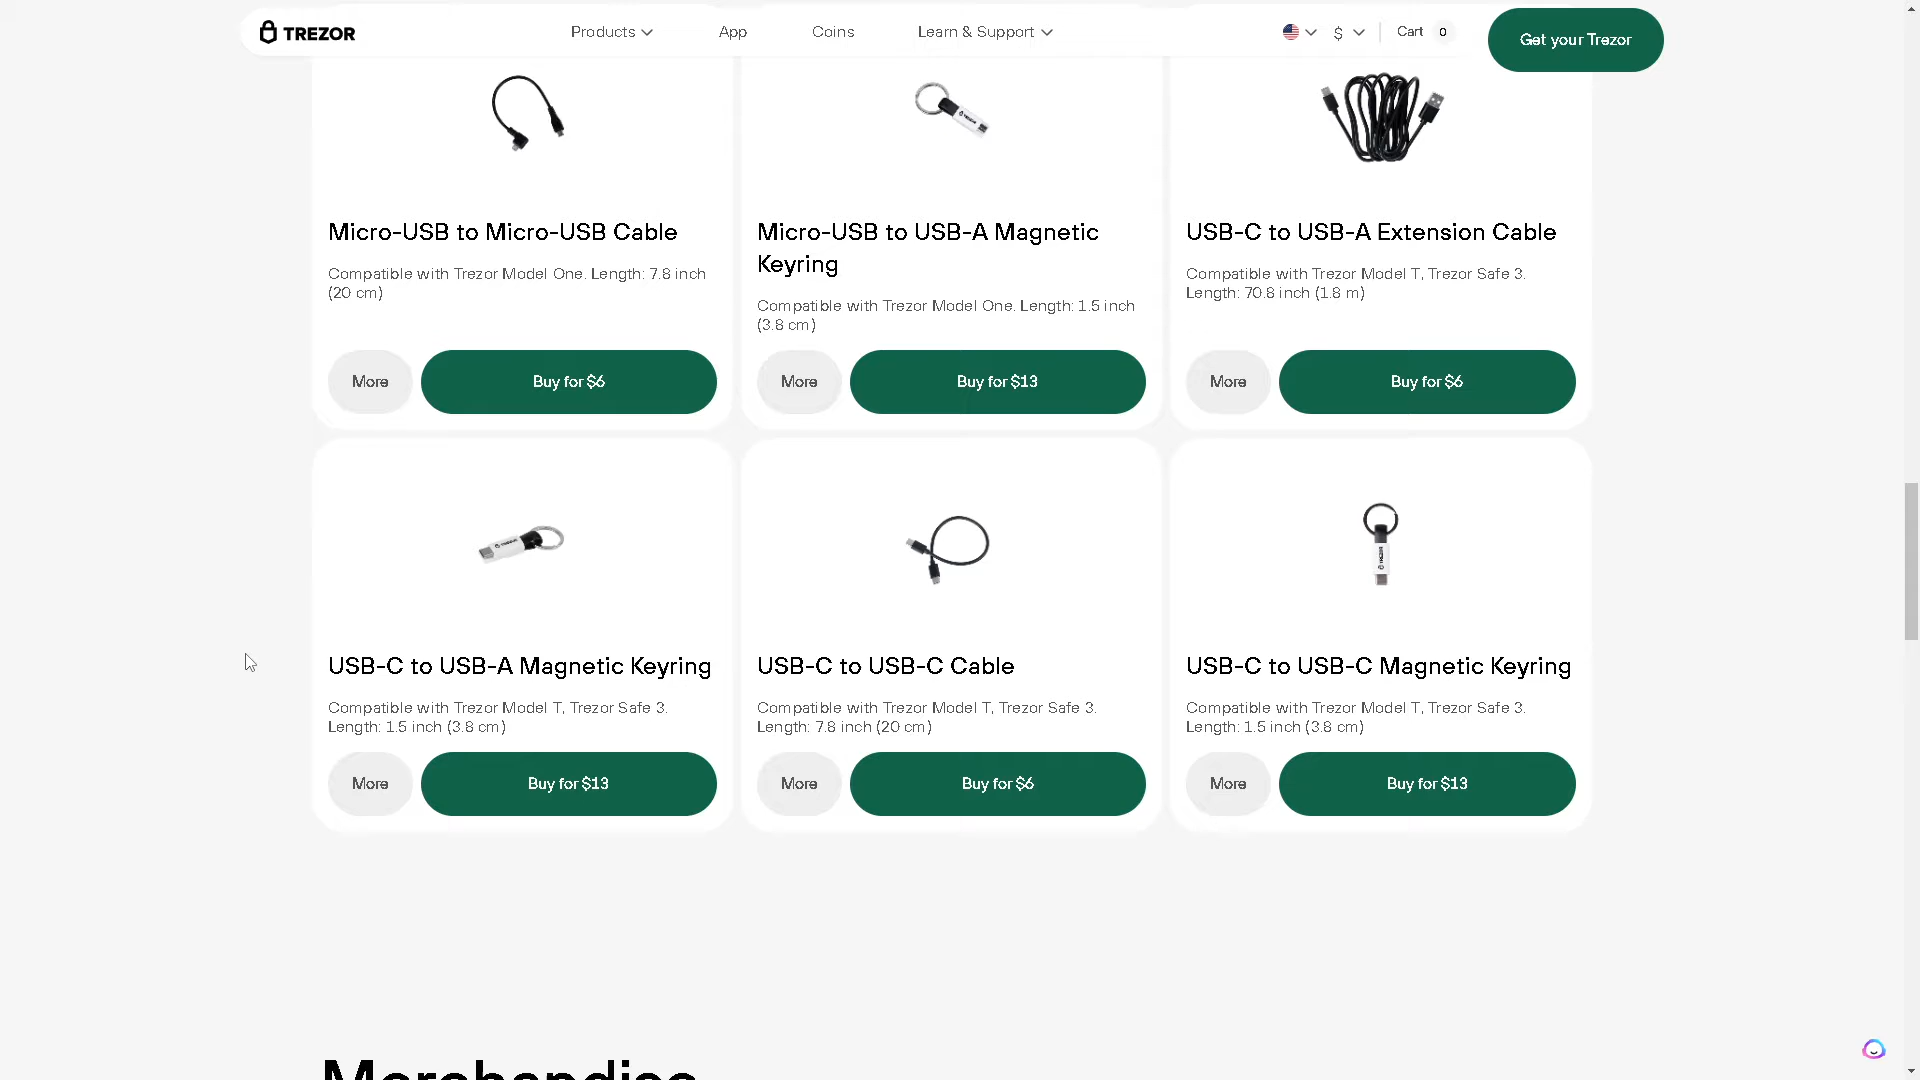 TREZOR
Products
App
Coins
Learn & Support
$
Cart
0
Get your Trezor
Micro-USB to Micro-USB Cable
Compatible with Trezor Model One. Length: 7.8 inch
(20 cm)
More
Buy for $6
Micro-USB to USB-A Magnetic
Keyring
Compatible with Trezor Model One. Length: 1.5 inch
(3.8 cm)
More
Buy for $13
USB-C to USB-A Extension Cable
Compatible with Trezor Model T, Trezor Safe 3.
Length: 70.8 inch (1.8 m)
More
Buy for $6
TREZOR
USB-C to USB-A Magnetic Keyring
Compatible with Trezor Model T, Trezor Safe 3.
Length: 1.5 inch (3.8 cm)
More
Buy for $13
USB-C to USB-C Cable
Compatible with Trezor Model T, Trezor Safe 3.
Length: 7.8 inch (20 cm)
More
Buy for $6
TREZOR
USB-C to USB-C Magnetic Keyring
Compatible with Trezor Model T, Trezor Safe 3.
Length: 1.5 inch (3.8 cm)
More
Buy for $13
Merchandise